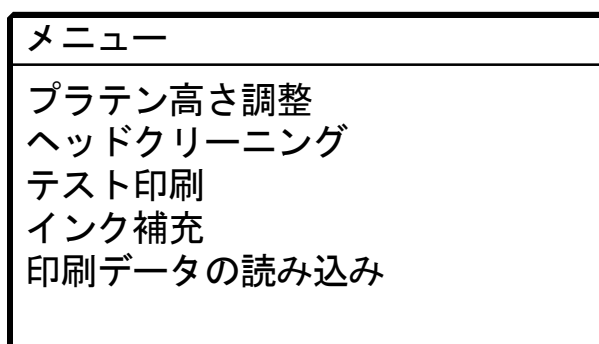 メニュー
プラテン高さ調整
ヘッドクリーニング
テスト印刷
インク補充
印刷データの読み込み